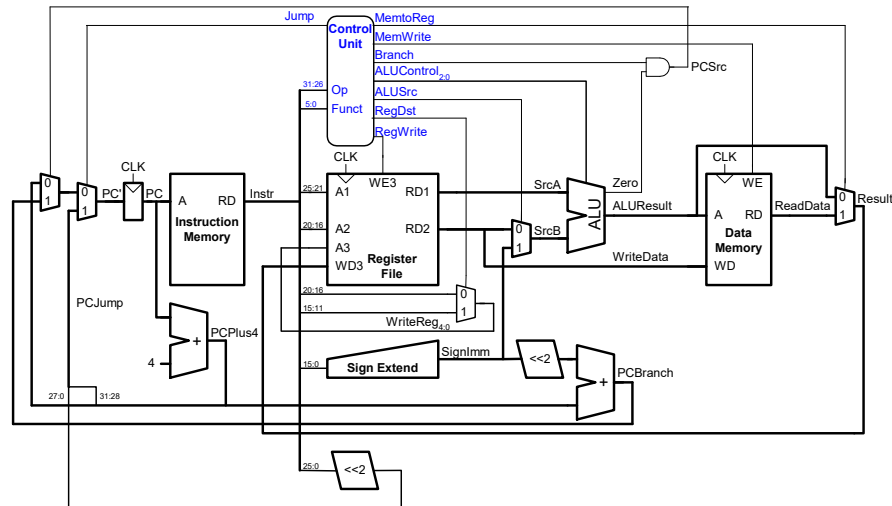 Jump
MemtoReg
Control
Unit
MemWrite
Branch
PCSrc
ALUControl2:0
31:26
Op
ALUSrc
5:0
Funct
RegDst
RegWrite
CLK
CLK
CLK
0
1
0
1
PC'
PC
A
RD
Instr
Instruction
Memory
25:21
A1
WE3
RD1
SrcA
Zero
ALU
ALUResult
WE
A
RD
ReadData
0
1
Result
20:16
A2
RD2
0
1
SrcB
A3
WD3
Register
File
Data
Memory
WriteData
WD
20:16
0
15:11
1
WriteReg4:0
PCJump
PCPlus4
+
4
SignImm
15:0
Sign Extend
<<2
PCBranch
+
27:0
31:28
25:0
<<2